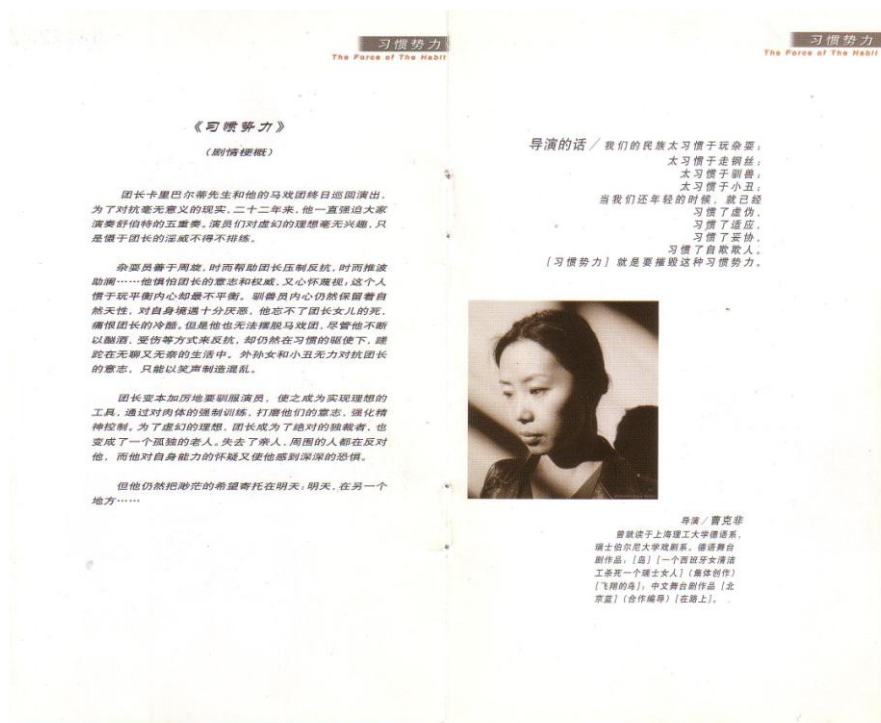 习惯势力
The Force of The Habit
《习惯势力》
(剧情梗概)
团长卡里巴尔蒂先生和他的马戏团终日巡回演出，
为了对抗毫无意义的现实，二十二年来，他一直强迫大家
演奏舒伯特的五重奏。演员们对虚幻的理想毫无兴趣，只
是慑于团长的淫威不得不排练。
杂耍员善于周旋，时而帮助团长压制反抗，时而推波
助澜……他惧怕团长的意志和权威，又心怀蔑视；这个人
惯于玩平衡内心却最不平衡。驯兽员内心仍然保留着自
然天性，对自身境遇十分厌恶，他忘不了团长女儿的死，
痛恨团长的冷酷。但是他也无法摆脱马戏团，尽管他不断
以酗酒、受伤等方式来反抗，却仍然在习惯的驱使下，蹉
跎在无聊又无奈的生活中。外孙女和小丑无力对抗团长
的意志，只能以笑声制造混乱。
团长变本加厉地要驯服演员，使之成为实现理想的
工具，通过对肉体的强制训练，打磨他们的意志，强化精
神控制。为了虚幻的理想，团长成为了绝对的独裁者，也
变成了一个孤独的老人。失去了亲人，周围的人都在反对
他，而他对自身能力的怀疑又使他感到深深的恐惧。
但他仍然把渺茫的希望寄托在明天：明天，在另一个
地方……
习惯势力
The Force of The Habit
导演的话／我们的民族太习惯于玩杂耍；
太习惯于走钢丝；
太习惯于驯兽；
太习惯于小丑；
当我们还年轻的时候，就已经
习惯了虚伪，
习惯了适应，
习惯了妥协，
习惯了自欺欺人。
[习惯势力] 就是要摧毁这种习惯势力。
导演／曹克非
曾就读于上海理工大学德语系，
瑞士伯尔尼大学戏剧系。德语舞台
剧作品：[岛] [一个西班牙女清洁
工杀死一个瑞士女人]（集体创作）
[飞翔的鸟]；中文舞台剧作品 [北
京蓝]（合作编导）[在路上]。